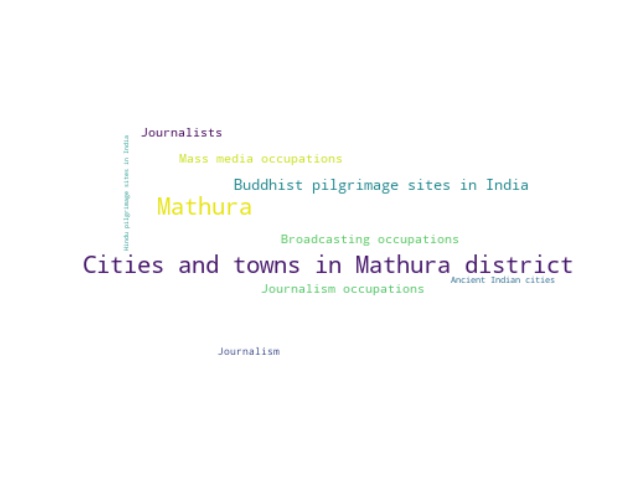 Journalists
Hindu pilgrimage sites in India
Mass media occupations
Buddhist pilgrimage sites in India
Mathura
Broadcasting occupations
Cities and towns in Mathura district
Ancient Indian cities
Journalism occupations
Journalism